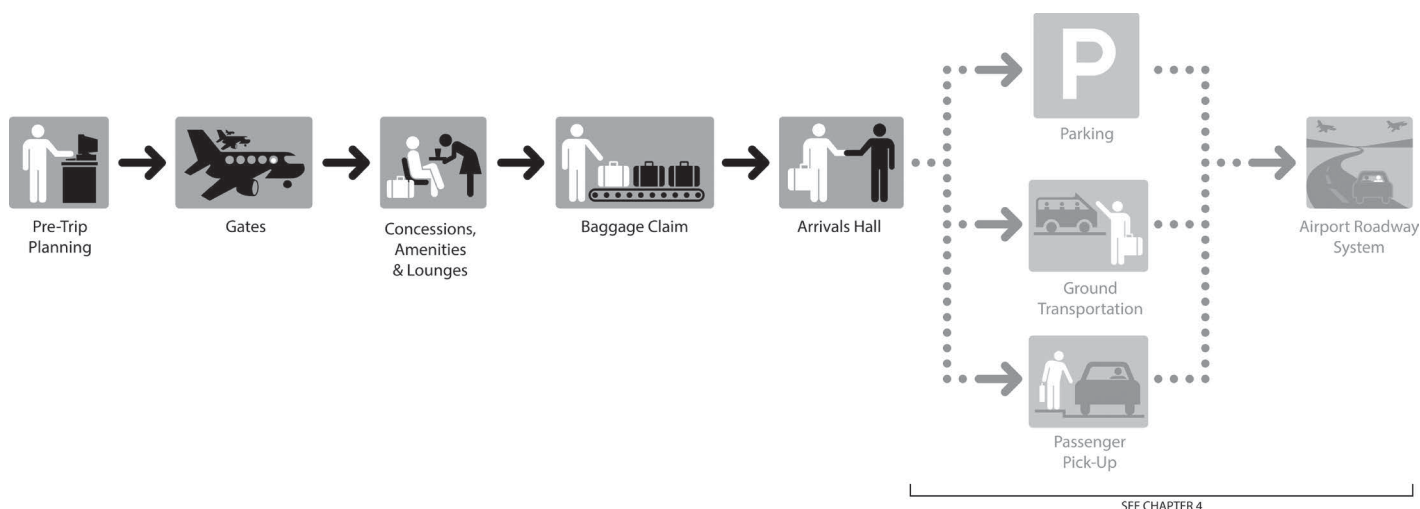 Pre-Trip
Planning
Gates
Concessions,
Amenities
& Lounges
Baggage Claim
Arrivals Hall
P
Parking
Ground
Transportation
Passenger
Pick-Up
Airport Roadway
System
SEE CHAPTER 4